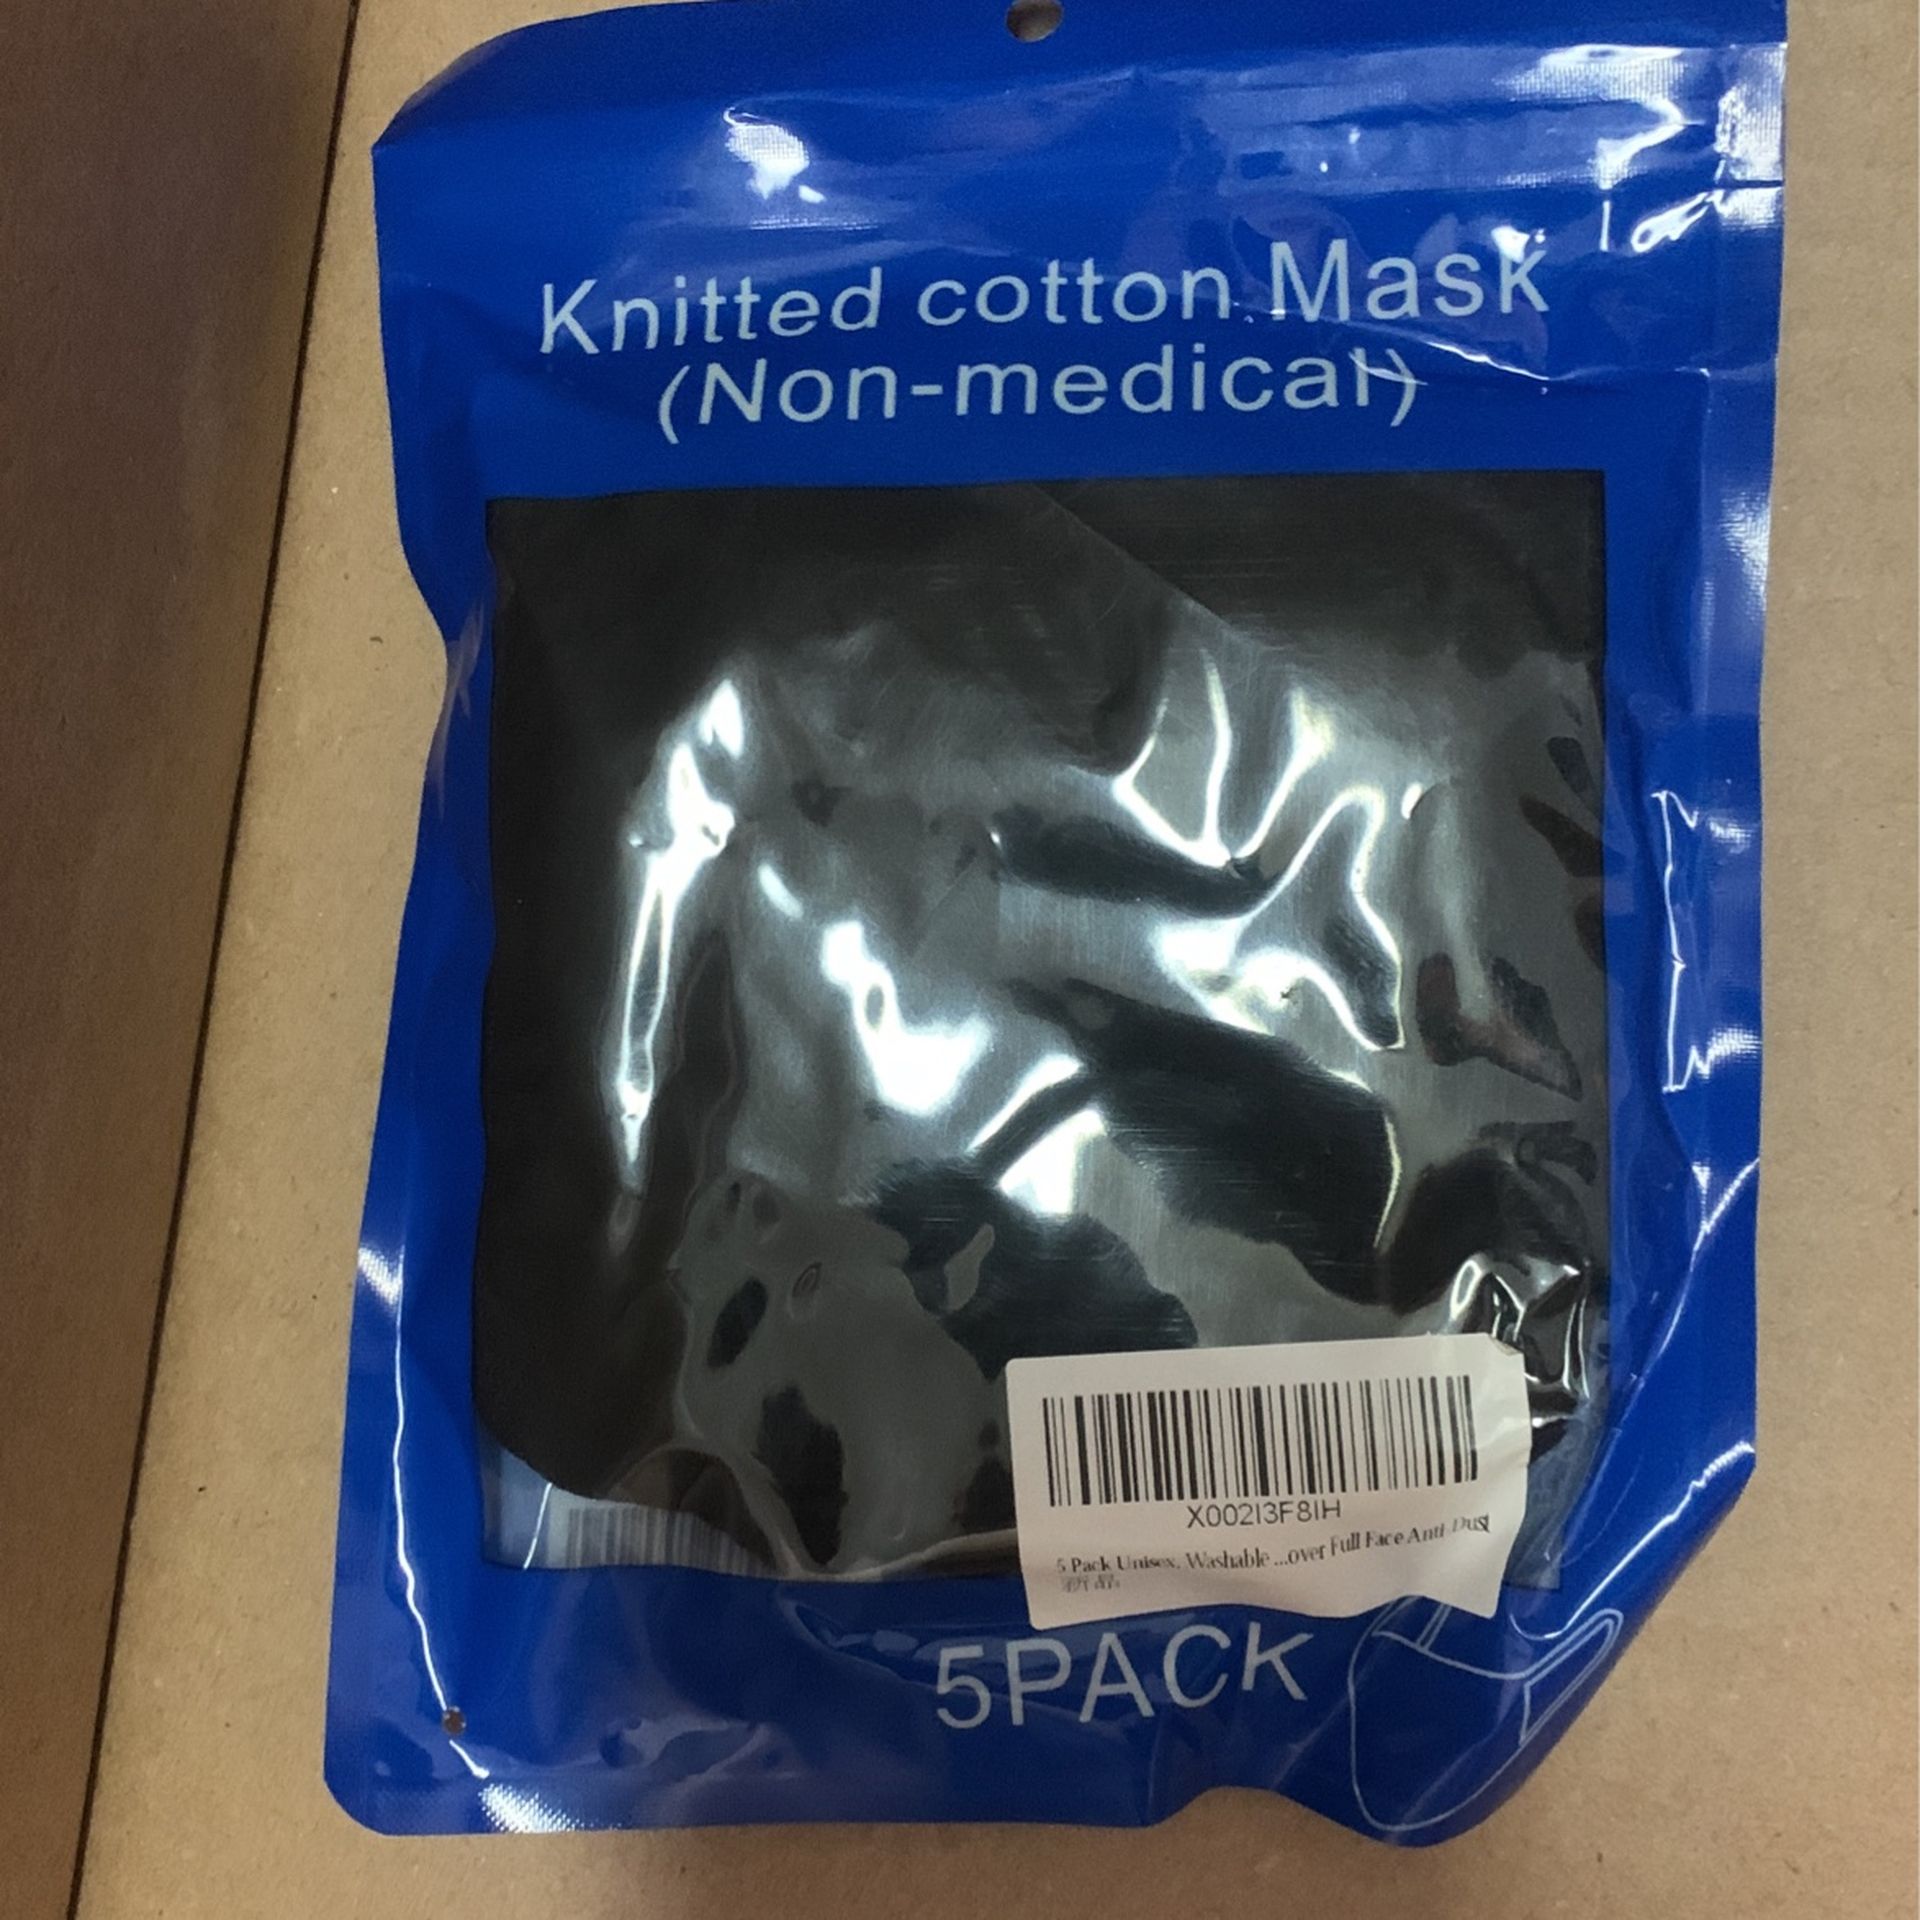 Knitted cotton Mask
(Non-medical)
X002I3F8IH
5 Pack Unisex, Washable ...over Full Face Anti-Dust
5PACK